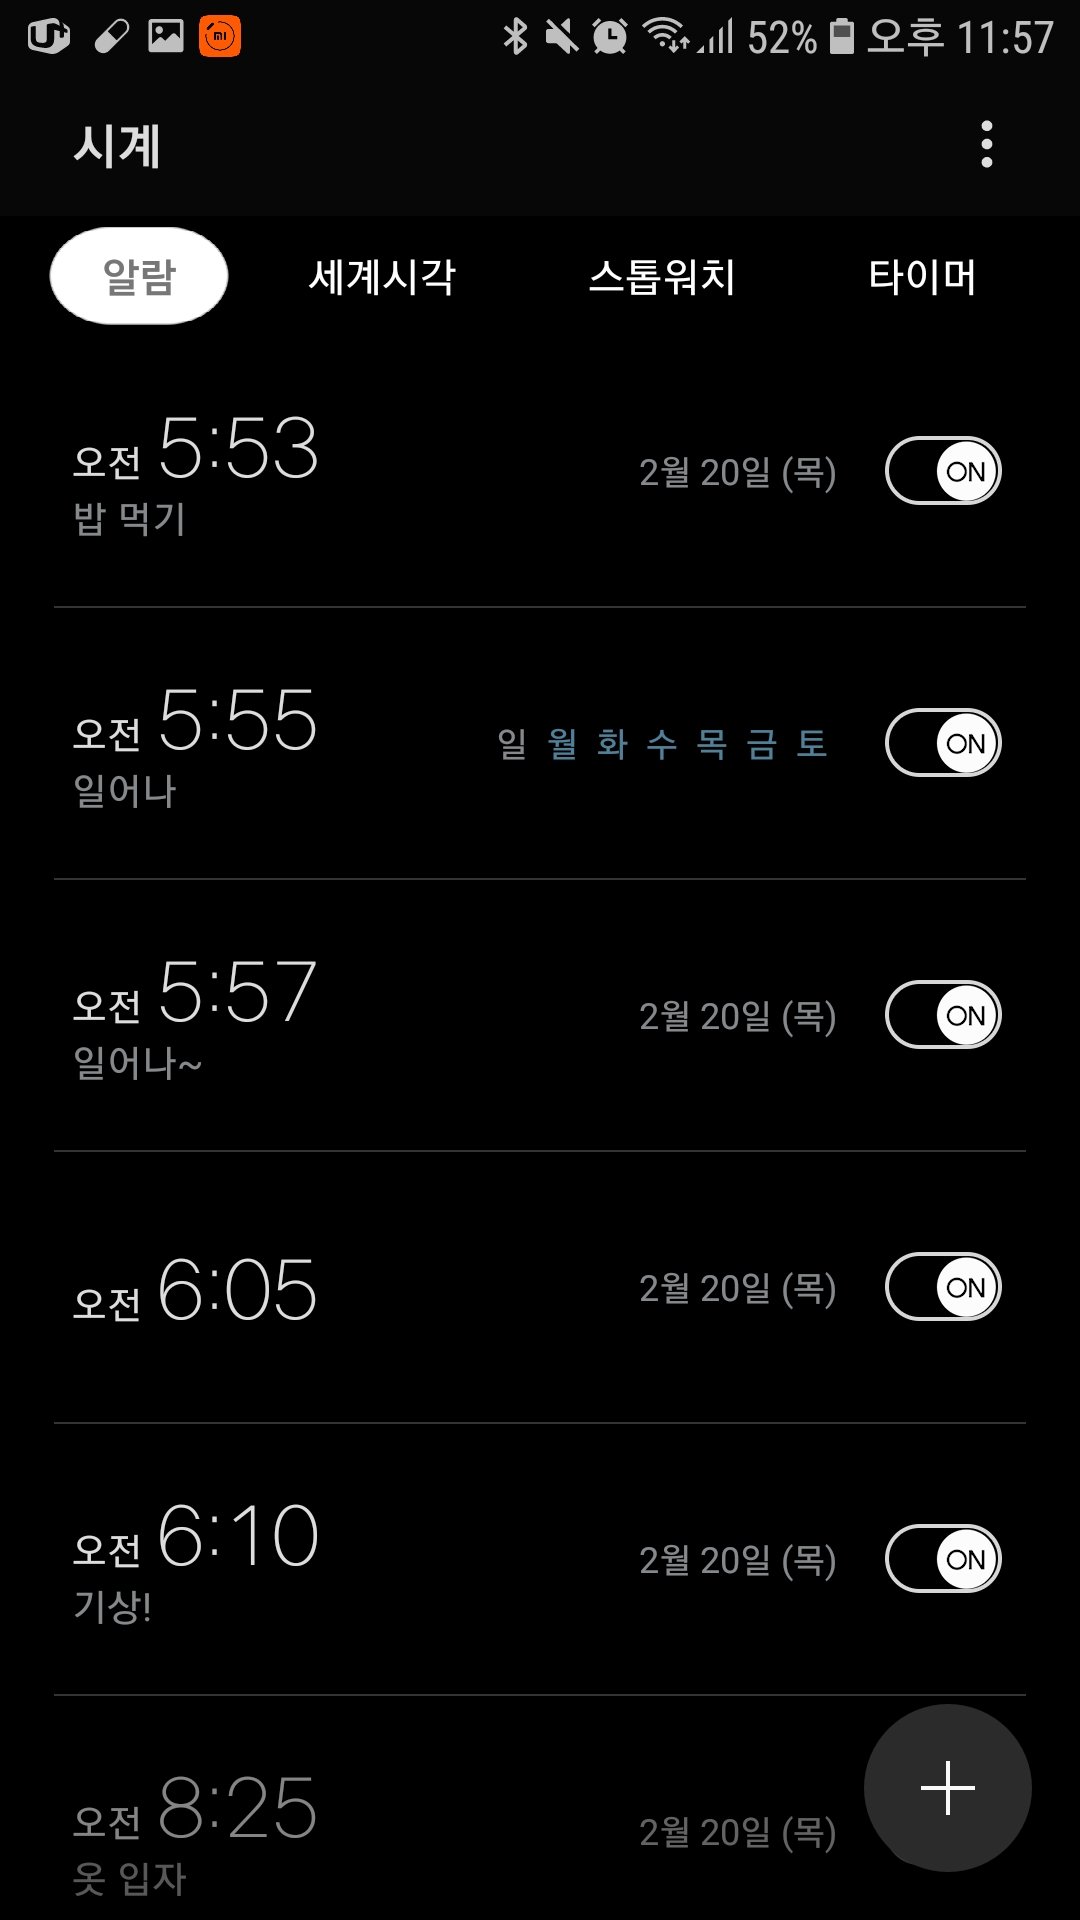 52% 오후 11:57
시계
알람 세계시각 스톱워치 타이머
오전 5:53
밥 먹기
2월 20일 (목) ON
오전 5:55
일어나
일 월 화 수 목 금 토 ON
오전 5:57
일어나~
2월 20일 (목) ON
오전 6:05
2월 20일 (목) ON
오전 6:10
기상!
2월 20일 (목) ON
오전 8:25
옷 입자
2월 20일 (목)